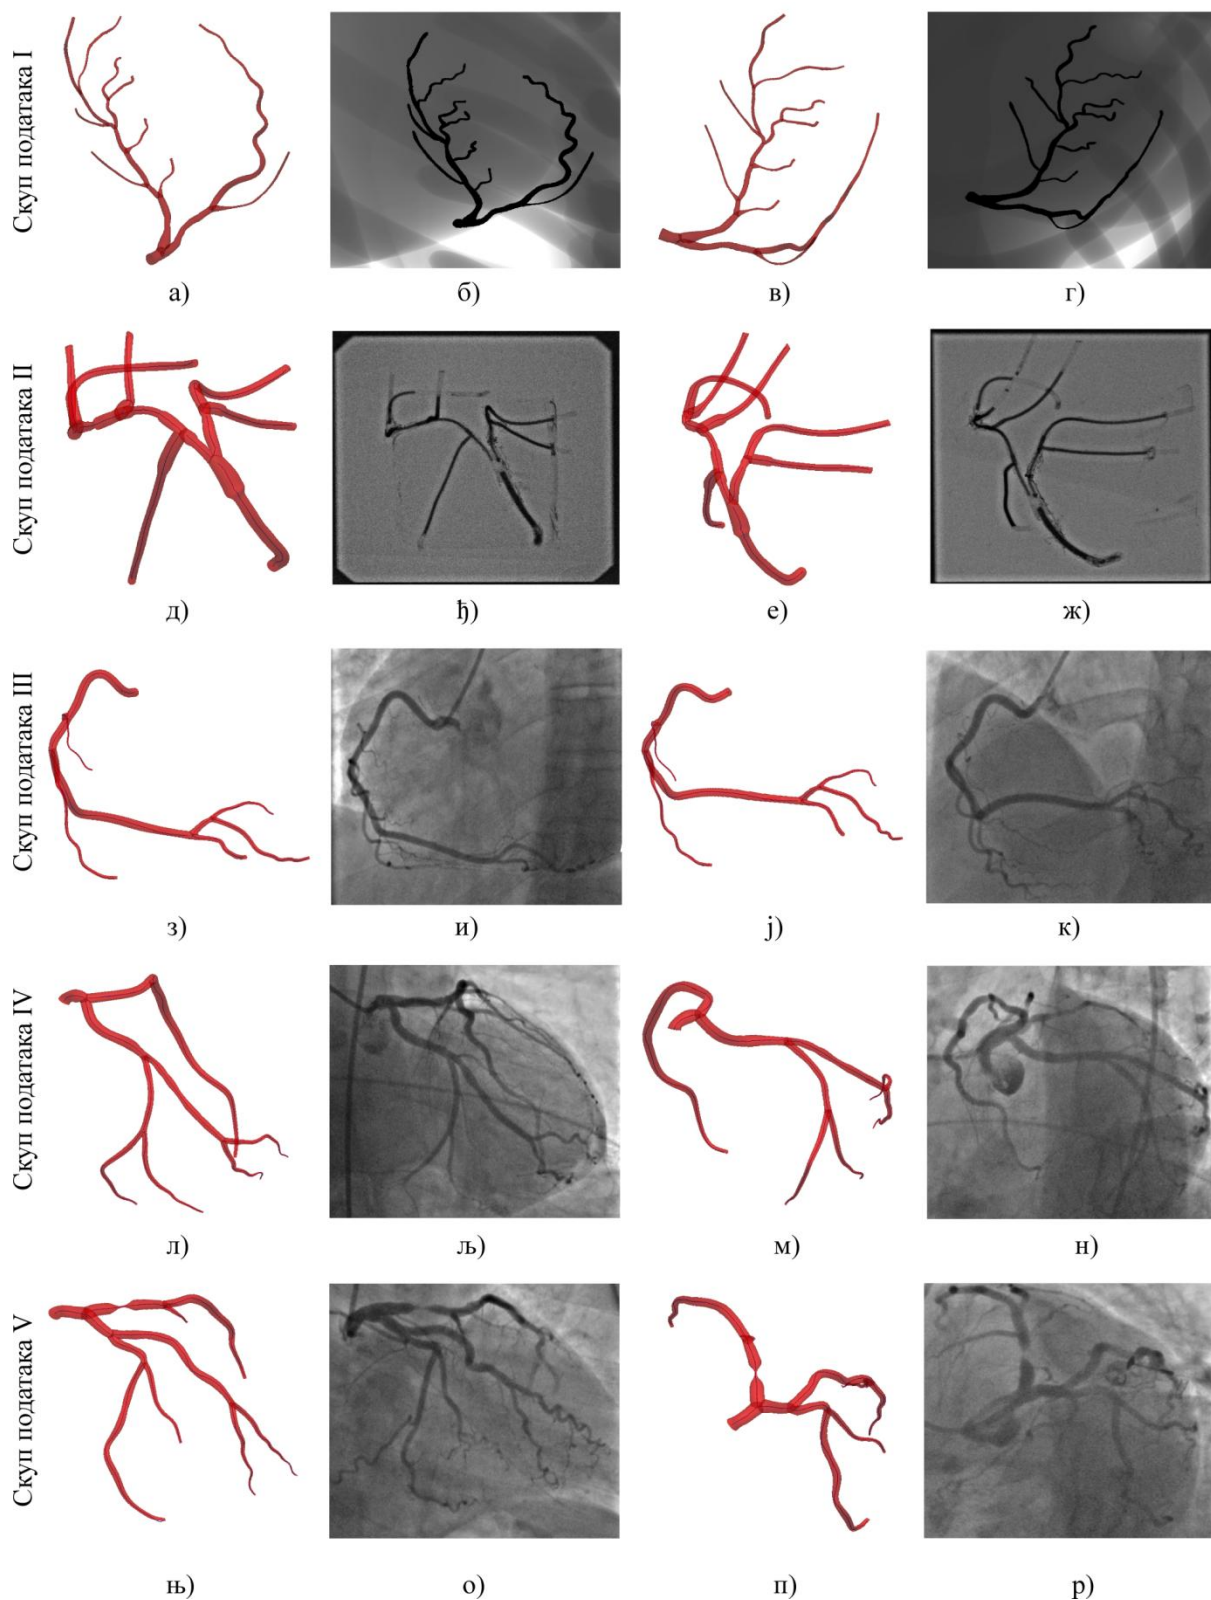 Скуп података I
а)
б)
в)
г)
Скуп података II
д)
ђ)
е)
ж)
Скуп података III
з)
и)
ј)
к)
Скуп података IV
л)
љ)
м)
н)
Скуп података V
њ)
о)
п)
р)